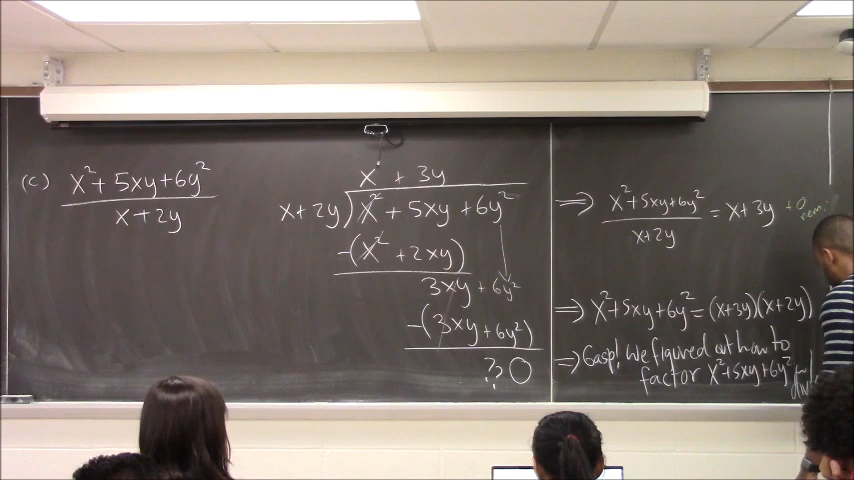 (c) x²+ 5xy+6y²
x+2y
x + 3y
x+2y) x² + 5xy + 6y²
-(x² + 2xy)
3xy + 6y²
-(3xy + 6y²)
?0
⇒ x²+5xy+6y² = x+3y +0 rem.
x+2y
⇒ x²+5xy+6y² = (x+3y)(x+2y)
⇒ Gasp! We figured out how to
factor x²+5xy+6y²